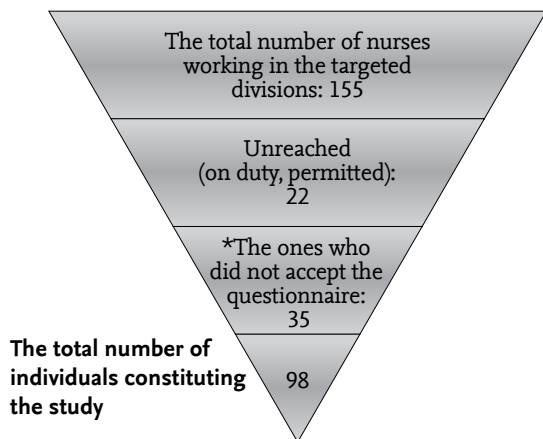 The total number of nurses
working in the targeted
divisions: 155
Unreached
(on duty, permitted):
22
*The ones who
did not accept the
questionnaire:
35
The total number of
individuals constituting
the study
98